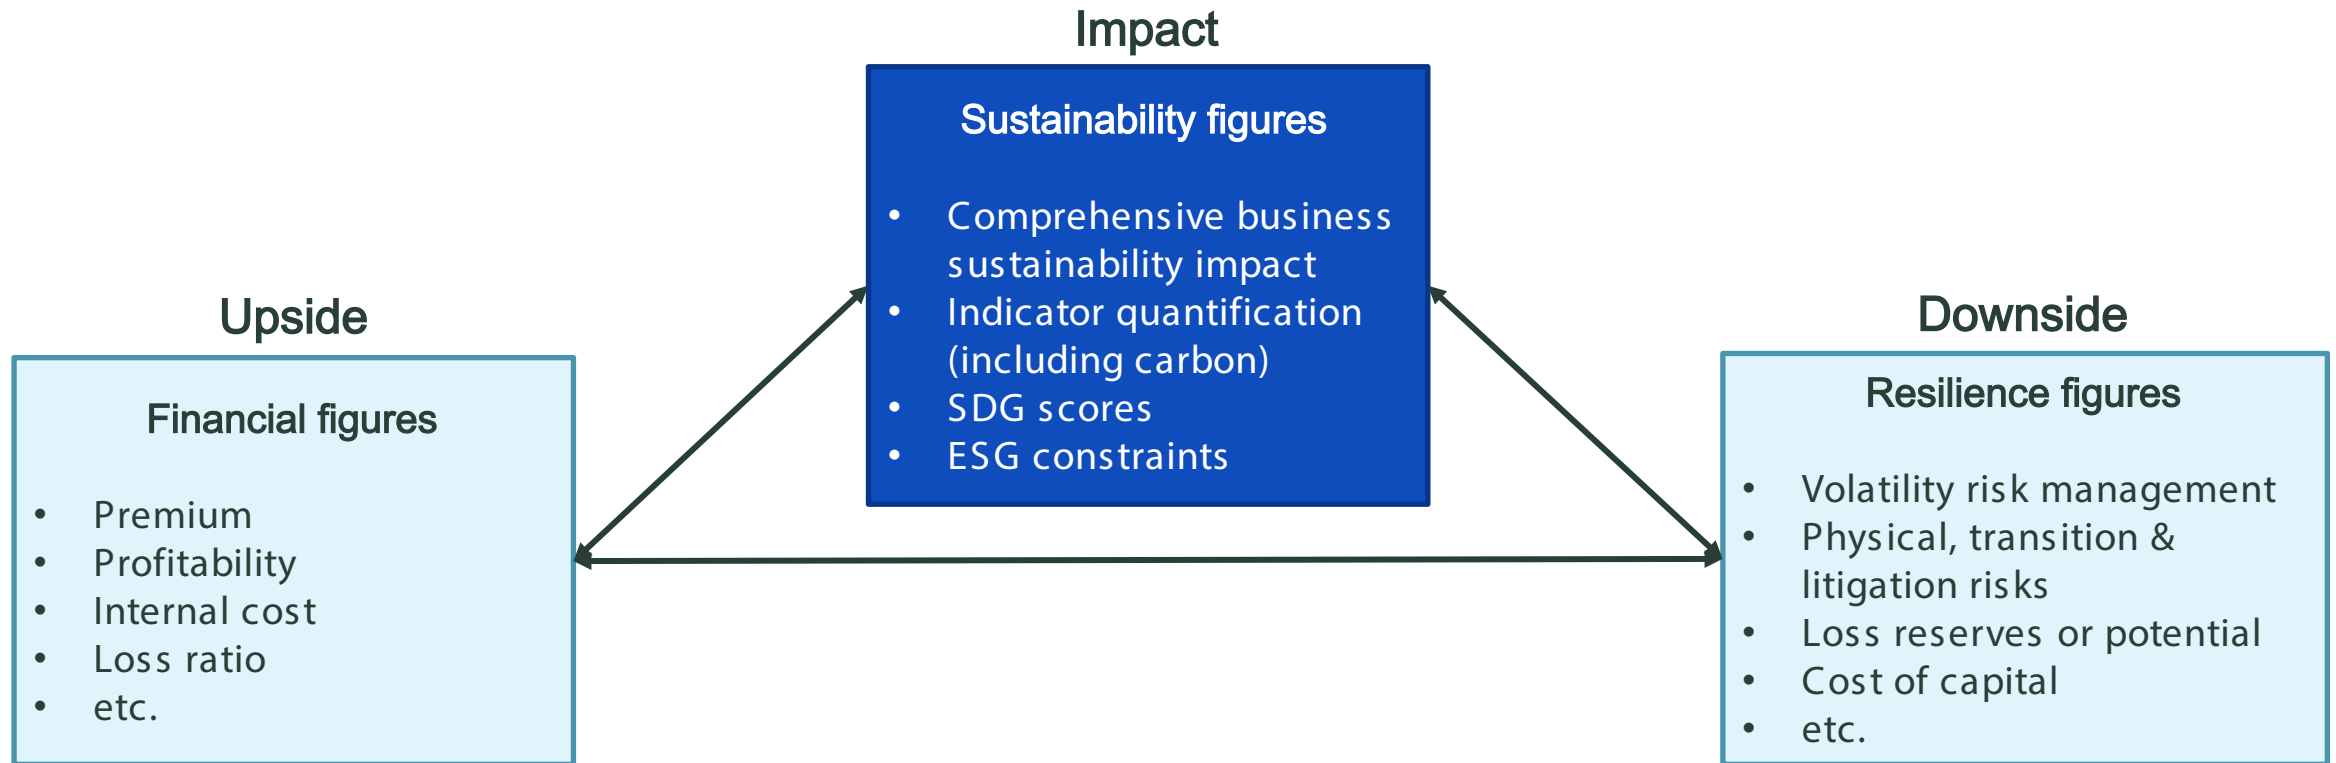 Impact
Sustainability figures
• Comprehensive business
sustainability impact
• Indicator quantification
(including carbon)
• SDG scores
• ESG constraints
Upside
Financial figures
• Premium
• Profitability
• Internal cost
• Loss ratio
• etc.
Downside
Resilience figures
• Volatility risk management
• Physical, transition &
litigation risks
• Loss reserves or potential
• Cost of capital
• etc.